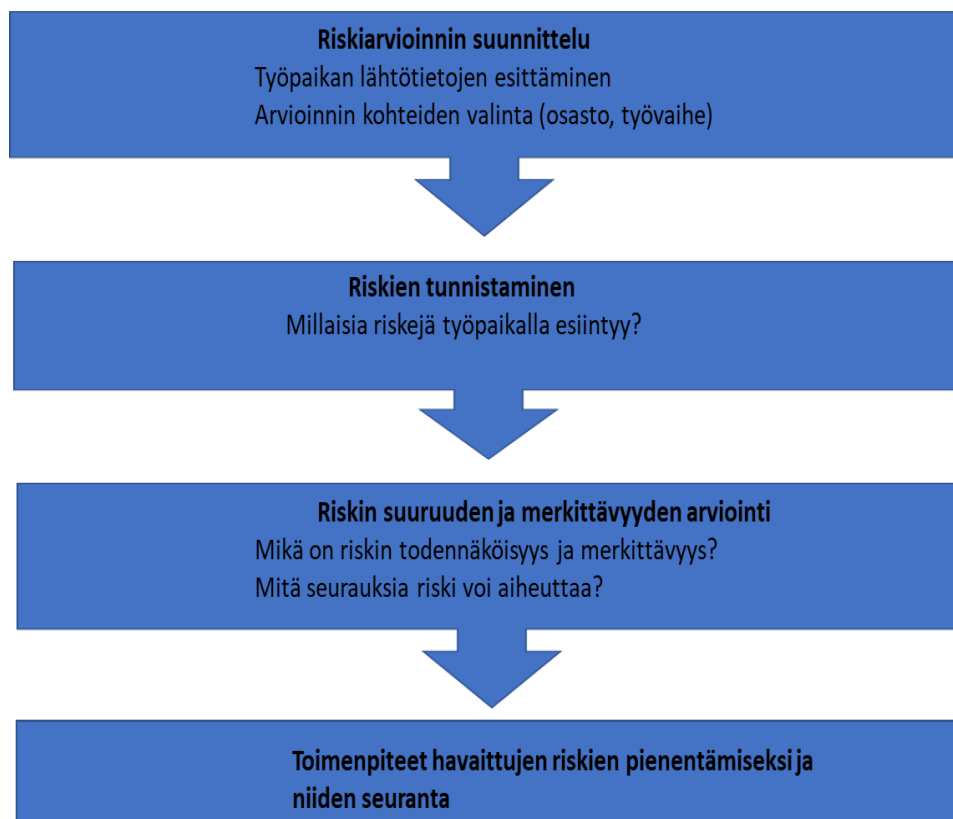 Riskiarvioinnin suunnittelu
Työpaikan lähtötietojen esittäminen
Arvioinnin kohteiden valinta (osasto, työvaihe)
Riskien tunnistaminen
Millaisia riskejä työpaikalla esiintyy?
Riskin suuruuden ja merkittävyyden arviointi
Mikä on riskin todennäköisyys ja merkittävyys?
Mitä seurauksia riski voi aiheuttaa?
Toimenpiteet havaittujen riskien pienentämiseksi ja
niiden seuranta